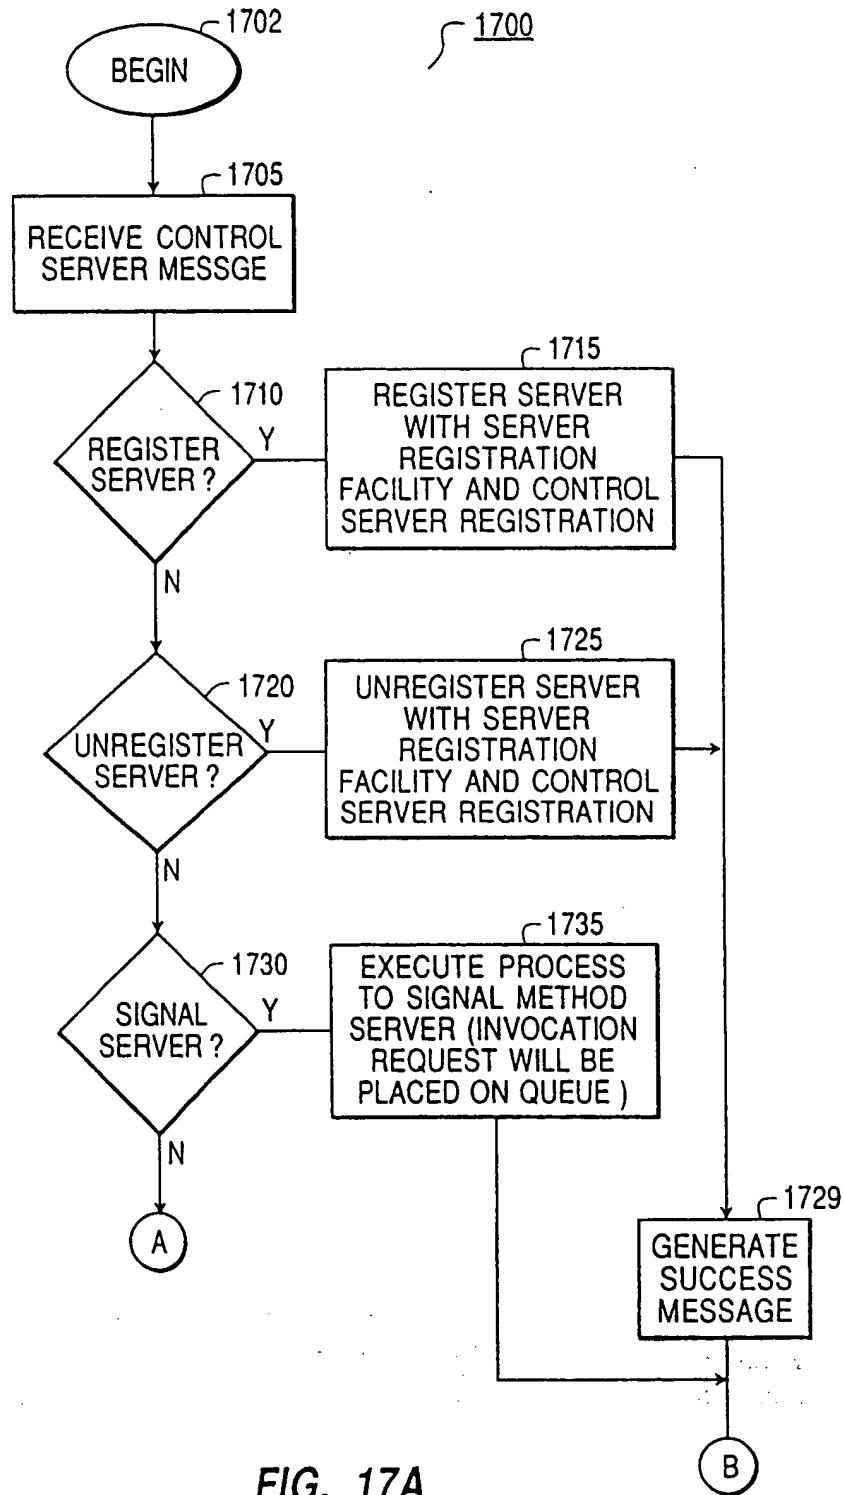 1702
1700
BEGIN
1705
RECEIVE CONTROL
SERVER MESSGE
1710
REGISTER
SERVER ?
Y
N
1715
REGISTER SERVER
WITH SERVER
REGISTRATION
FACILITY AND CONTROL
SERVER REGISTRATION
1720
UNREGISTER
SERVER ?
Y
N
1725
UNREGISTER SERVER
WITH SERVER
REGISTRATION
FACILITY AND CONTROL
SERVER REGISTRATION
1730
SIGNAL
SERVER ?
Y
N
1735
EXECUTE PROCESS
TO SIGNAL METHOD
SERVER (INVOCATION
REQUEST WILL BE
PLACED ON QUEUE )
A
1729
GENERATE
SUCCESS
MESSAGE
B
FIG. 17A